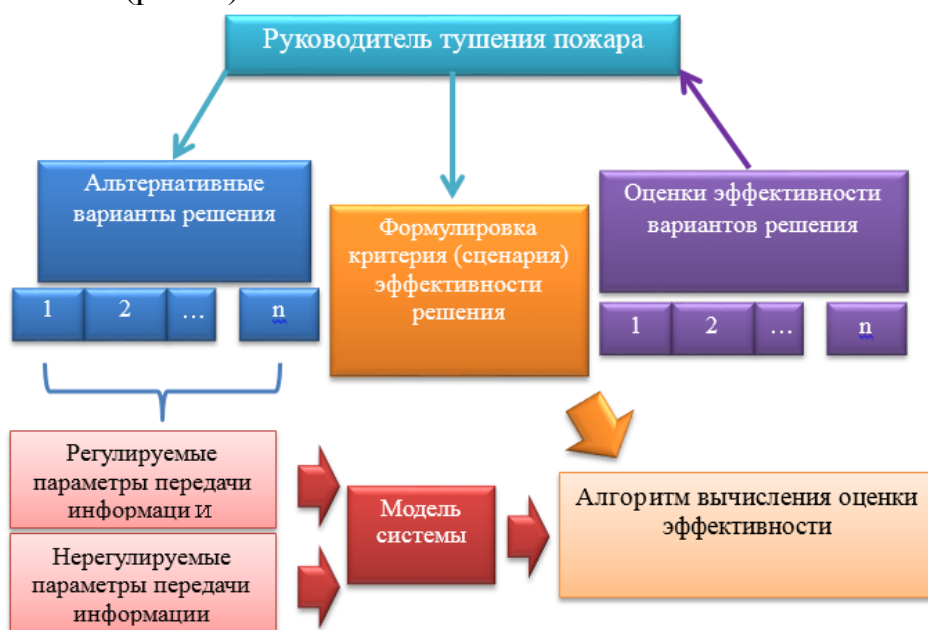 Руководитель тушения пожара
Альтернативные
варианты решения
1 2 … n
Формулировка
критерия (сценария)
эффективности
решения
Оценки эффективности
вариантов решения
1 2 … n
Регулируемые
параметры передачи
информаци и
Нерегулируемые
параметры передачи
информации
Модель
системы
Алгоритм вычисления оценки
эффективности